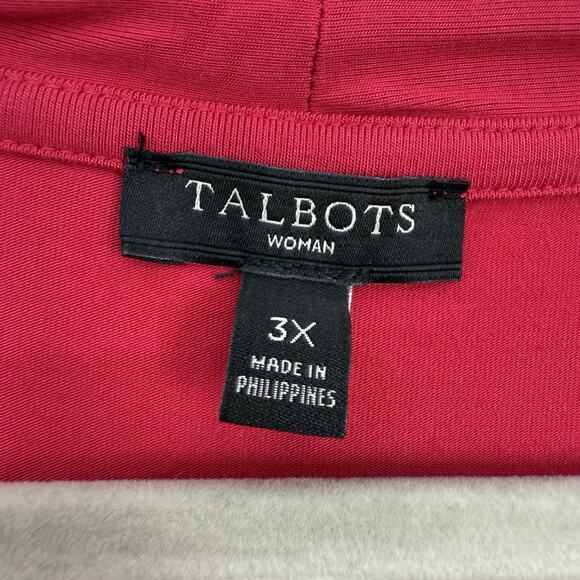 TALBOTS
WOMAN
3X
MADE IN
PHILIPPINES